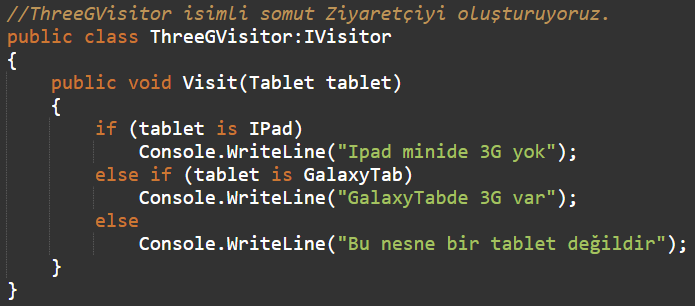 //ThreeGVisitor isimli somut Ziyaretçiyi oluşturuyoruz.
public class ThreeGVisitor:IVisitor
{
    public void Visit(Tablet tablet)
    {
        if (tablet is IPad)
            Console.WriteLine("Ipad minide 3G yok");
        else if (tablet is GalaxyTab)
            Console.WriteLine("GalaxyTabde 3G var");
        else
            Console.WriteLine("Bu nesne bir tablet değildir");
    }
}